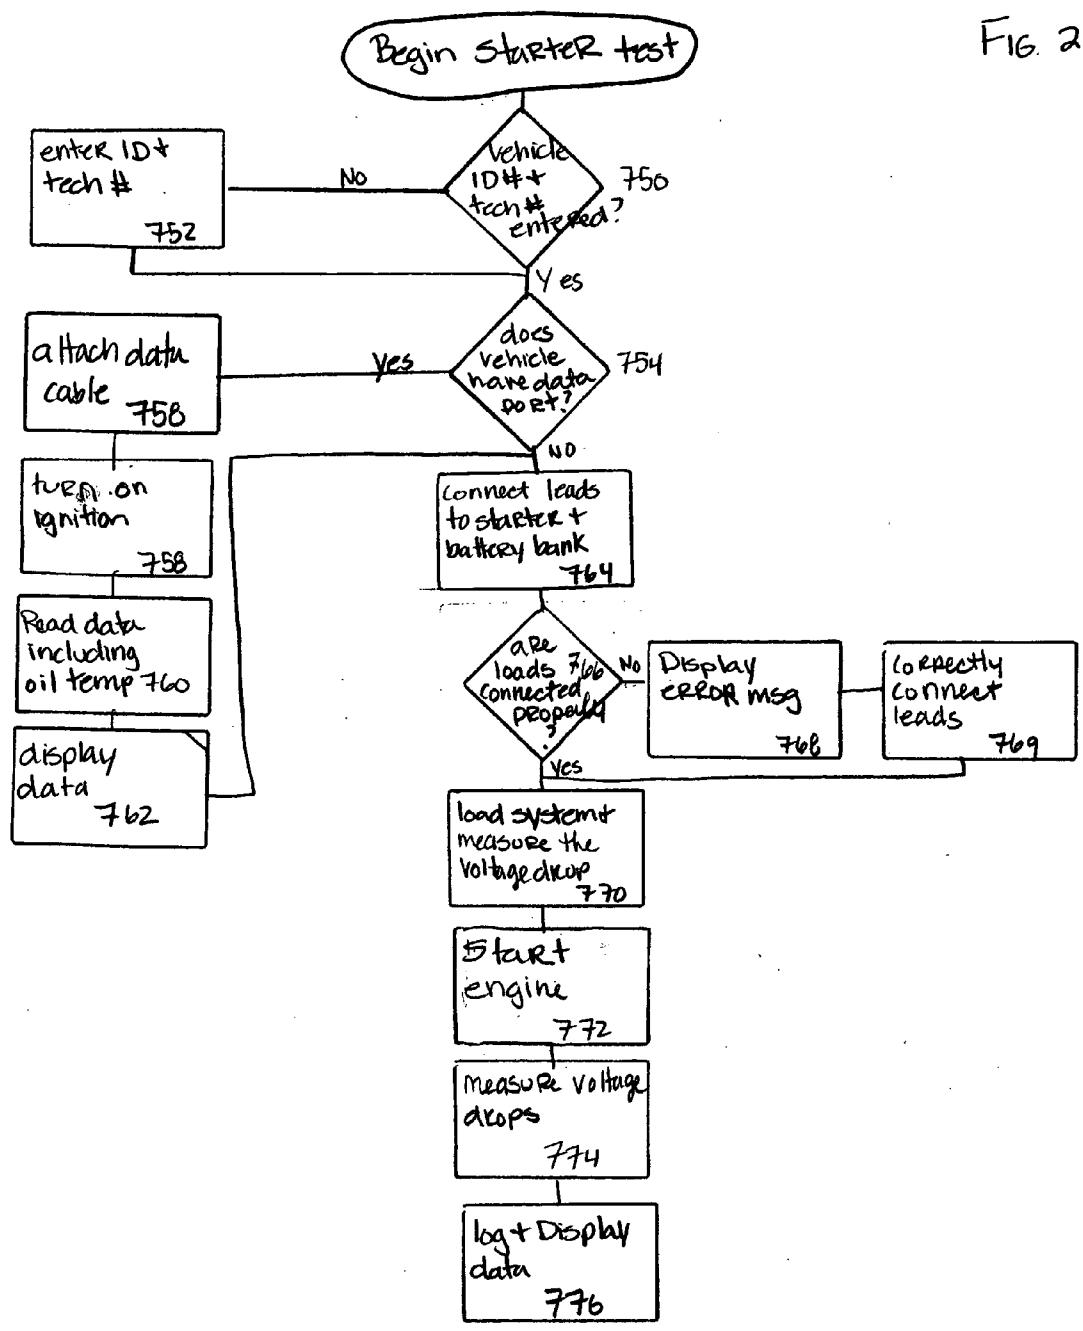 Begin Starter test
FIG. 2
vehicle
ID# +
tech #
entered?
750
No
enter ID +
tech #
752
Yes
does
vehicle
have data
port?
754
yes
attach data
cable
758
turn on
ignition
758
Read data
including
oil temp 760
display
data
762
NO
connect leads
to starter +
battery bank
764
are
loads 766
connected
properly
?
No
Display
ERROR msg
768
correctly
connect
leads
769
yes
load system +
measure the
voltage drop
770
Start
engine
772
measure voltage
drops
774
log + Display
data
776